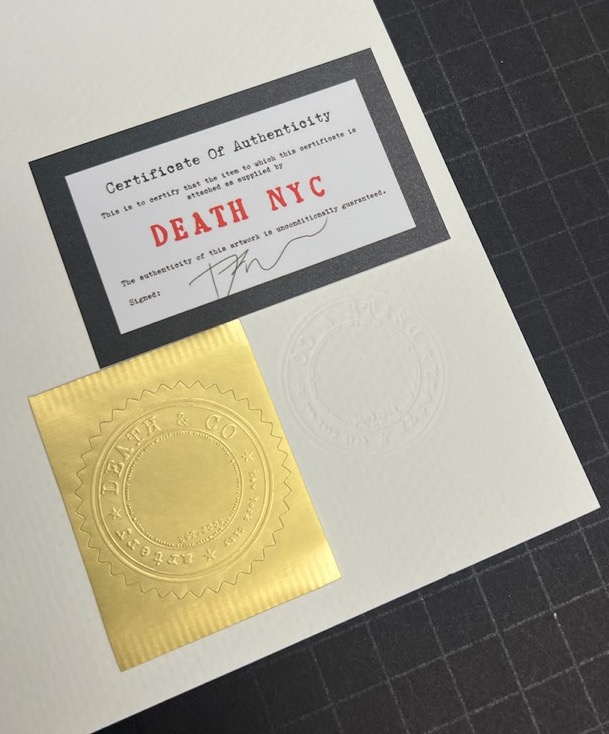 Certificate Of Authenticity
This is to certify that the item to which this certificate is
attached as supplied by
DEATH NYC
The authenticity of this artwork is unconditionally guaranteed.
Signed:
DEATH & CO